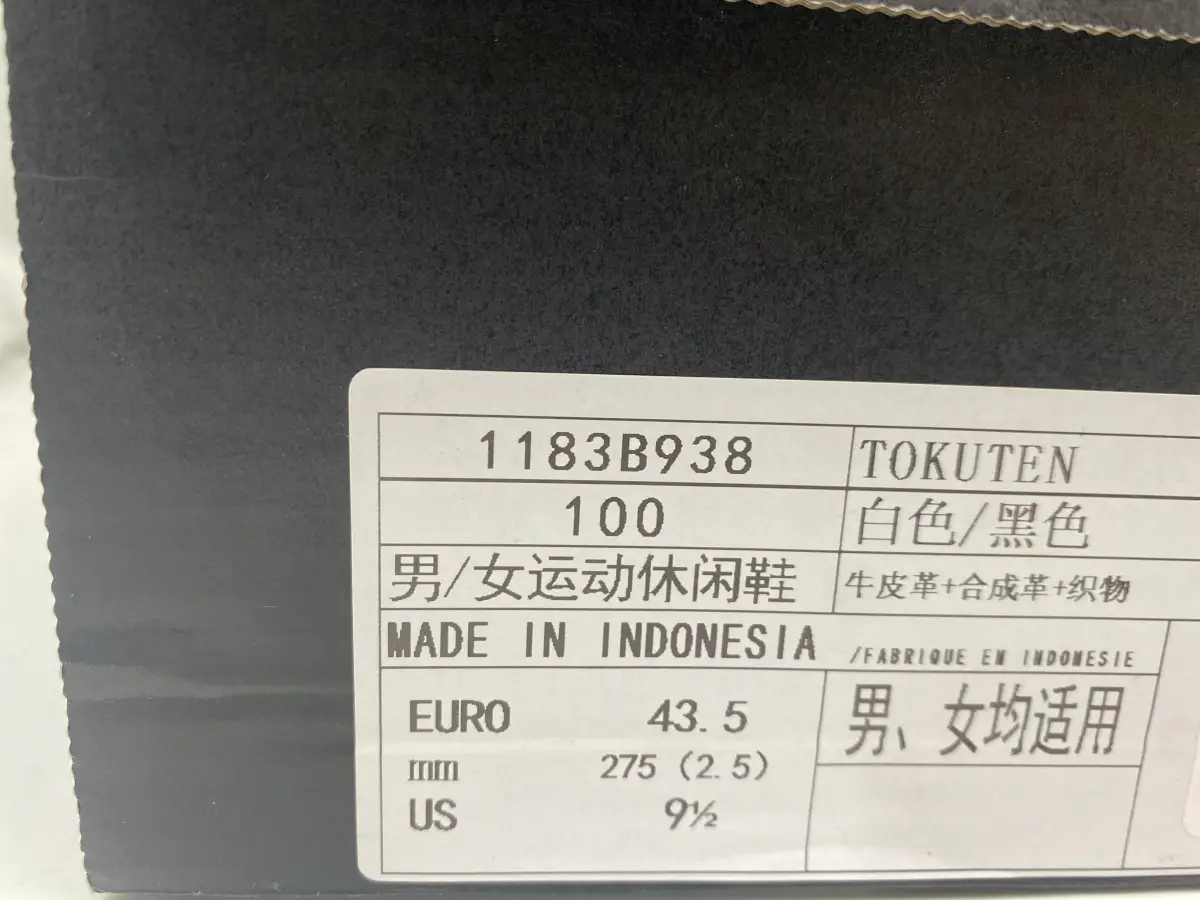 1183B938
TOKUTEN
100
白色/黑色
男/女运动休闲鞋
牛皮革+合成革+织物
MADE IN INDONESIA /FABRIQUE EN INDONESIE
EURO 43.5
男、女均适用
mm 275 (2.5)
US 9½